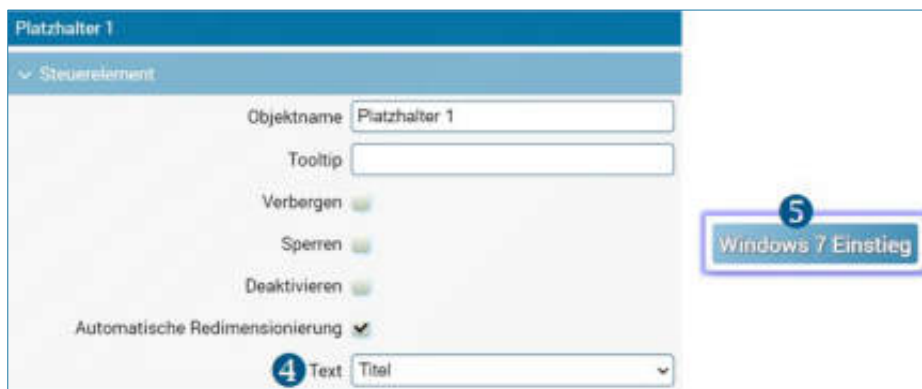 Platzhalter 1
Steuerelement
Objektname Platzhalter 1
Tooltip
Verbergen
Sperren
Deaktivieren
Automatische Redimensionierung
4 Text Titel
5
Windows 7 Einstieg